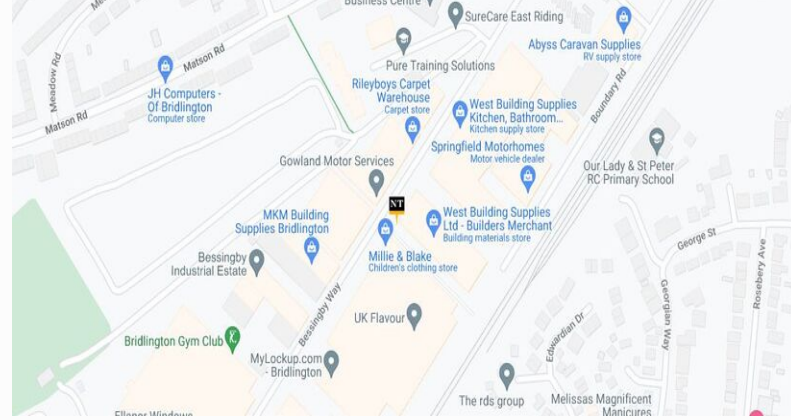 Business Centre
SureCare East Riding
Abyss Caravan Supplies
RV supply store
Me
Matson Rd
Meadow Rd
Pure Training Solutions
JH Computers -
Of Bridlington
Computer store
Rileyboys Carpet
Warehouse
Carpet store
West Building Supplies
Kitchen, Bathroom...
Kitchen supply store
Boundary Rd
Matson Rd
Springfield Motorhomes
Motor vehicle dealer
Gowland Motor Services
Our Lady & St Peter
RC Primary School
NT
MKM Building
Supplies Bridlington
West Building Supplies
Ltd - Builders Merchant
Building materials store
Millie & Blake
Children's clothing store
George St
Rosebery Ave
Bessingby
Industrial Estate
Georgian Way
Bessingby Way
UK Flavour
Edwardian Dr
Bridlington Gym Club
MyLockup.com
- Bridlington
The rds group
Melissas Magnificent
Manicures
Ellanor Windows